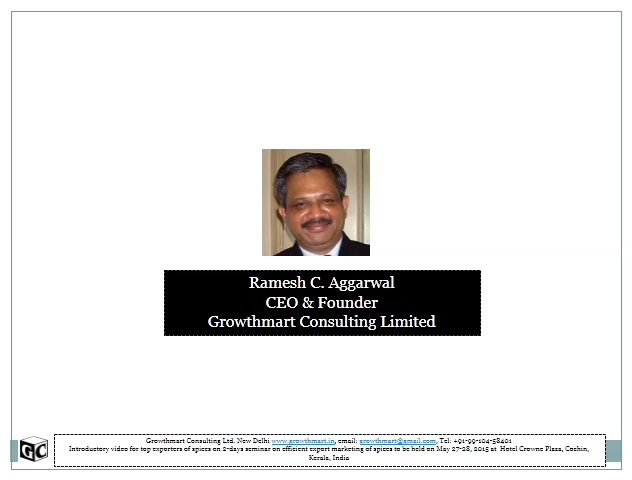 Ramesh C. Aggarwal
CEO & Founder
Growthmart Consulting Limited
GC
Growthmart Consulting Ltd. New Delhi www.growthmart.in, email: growthmart@gmail.com, Tel: +91-99-104-58401
Introductory video for top exporters of spices on 2-days seminar on efficient export marketing of spices to be held on May 27-28, 2015 at Hotel Crowne Plaza, Cochin,
Kerala, India